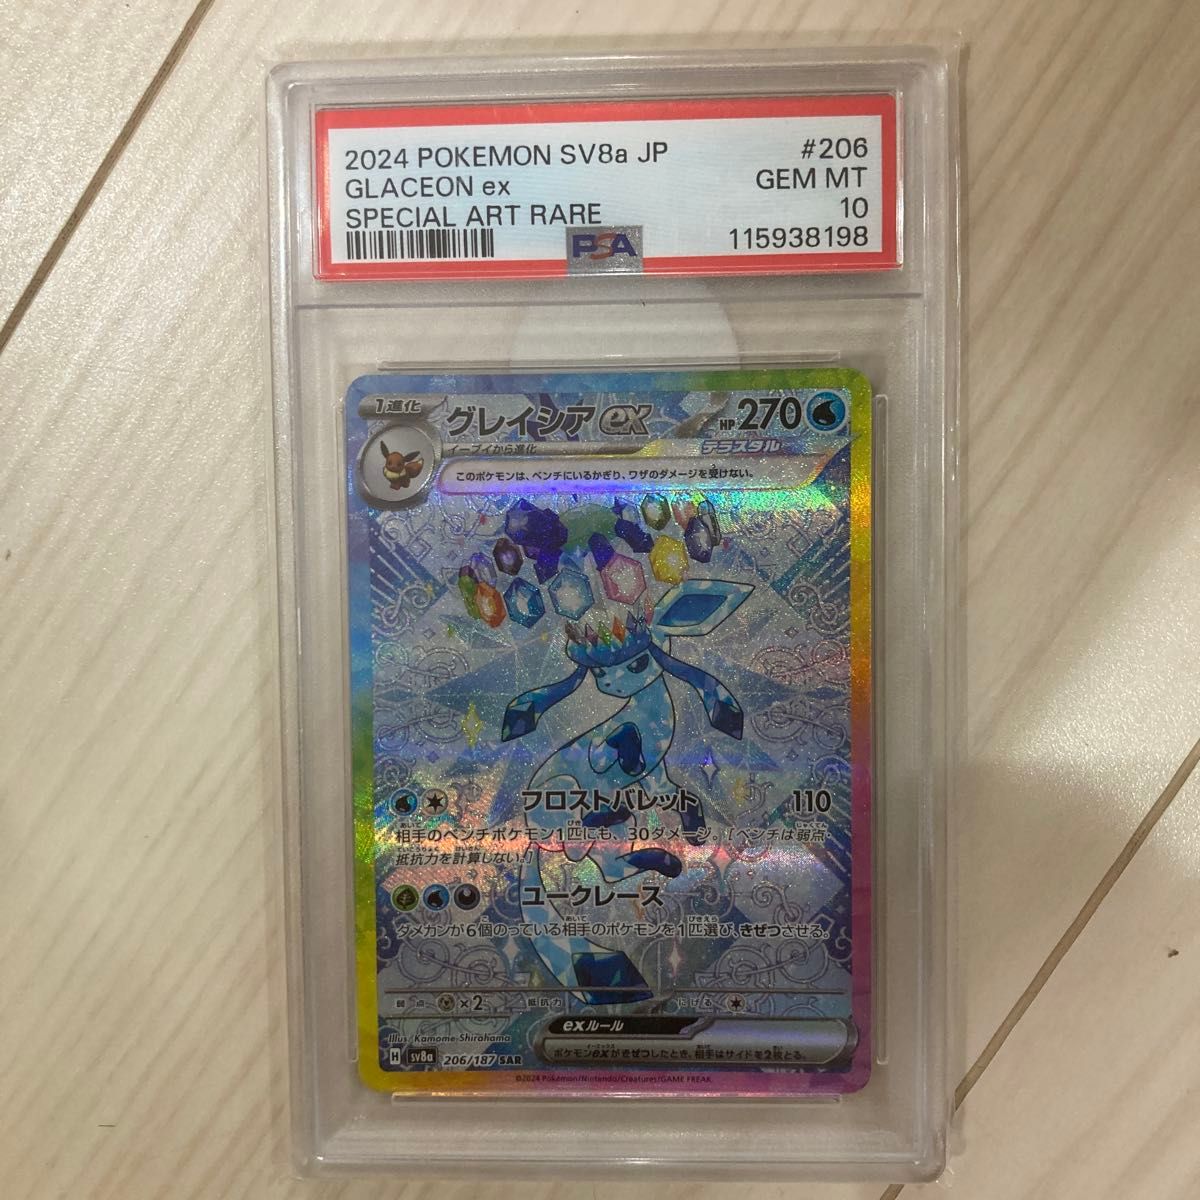 2024 POKEMON SV8a JP #206
GLACEON ex GEM MT
SPECIAL ART RARE 10
PSA 115938198
1進化 グレイシアex HP270
イーブイから進化 テラスタル
このポケモンは、ベンチにいるかぎり、ワザのダメージを受けない。
フロストバレット 110
相手のベンチポケモン1匹にも、30ダメージ。[ベンチは弱点・
抵抗力を計算しない。]
ユークレース
ダメカンが6個のっている相手のポケモンを1匹選び、きぜつさせる。
弱点 ×2 抵抗力 にげる
exルール
ポケモンexがきぜつしたとき、相手はサイドを2枚とる。
Illus. Kamome Shirahama
H sv8a 206/187 SAR
©2024 Pokémon/Nintendo/Creatures/GAME FREAK